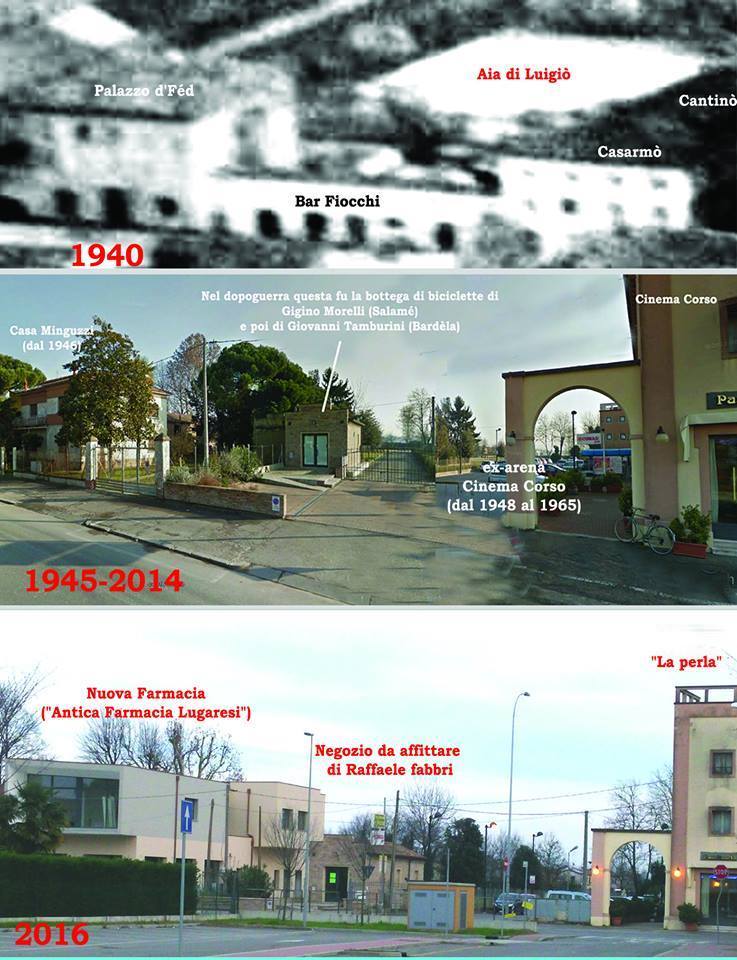 Palazzo d'Féd
Aia di Luigiò
Cantinò
Casarmò
Bar Fiocchi
1940
Nel dopoguerra questa fu la bottega di biciclette di
Gigino Morelli (Salamé)
e poi di Giovanni Tamburini (Bardèla)
Cinema Corso
Casa Minguzzi
(dal 1946)
ex-arena
Cinema Corso
(dal 1948 al 1965)
1945-2014
"La perla"
Nuova Farmacia
("Antica Farmacia Lugaresi")
Negozio da affittare
di Raffaele fabbri
STOP
2016